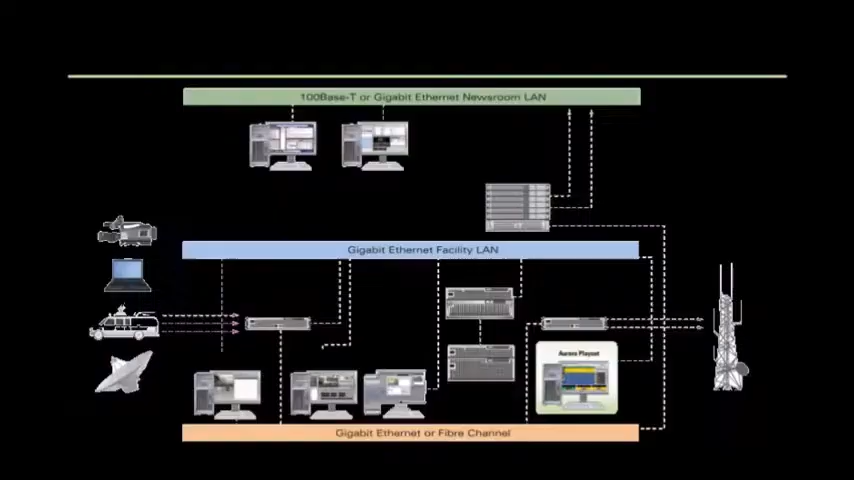 100Base-T or Gigabit Ethernet Newsroom LAN
Gigabit Ethernet Facility LAN
Aurora Playout
Gigabit Ethernet or Fibre Channel